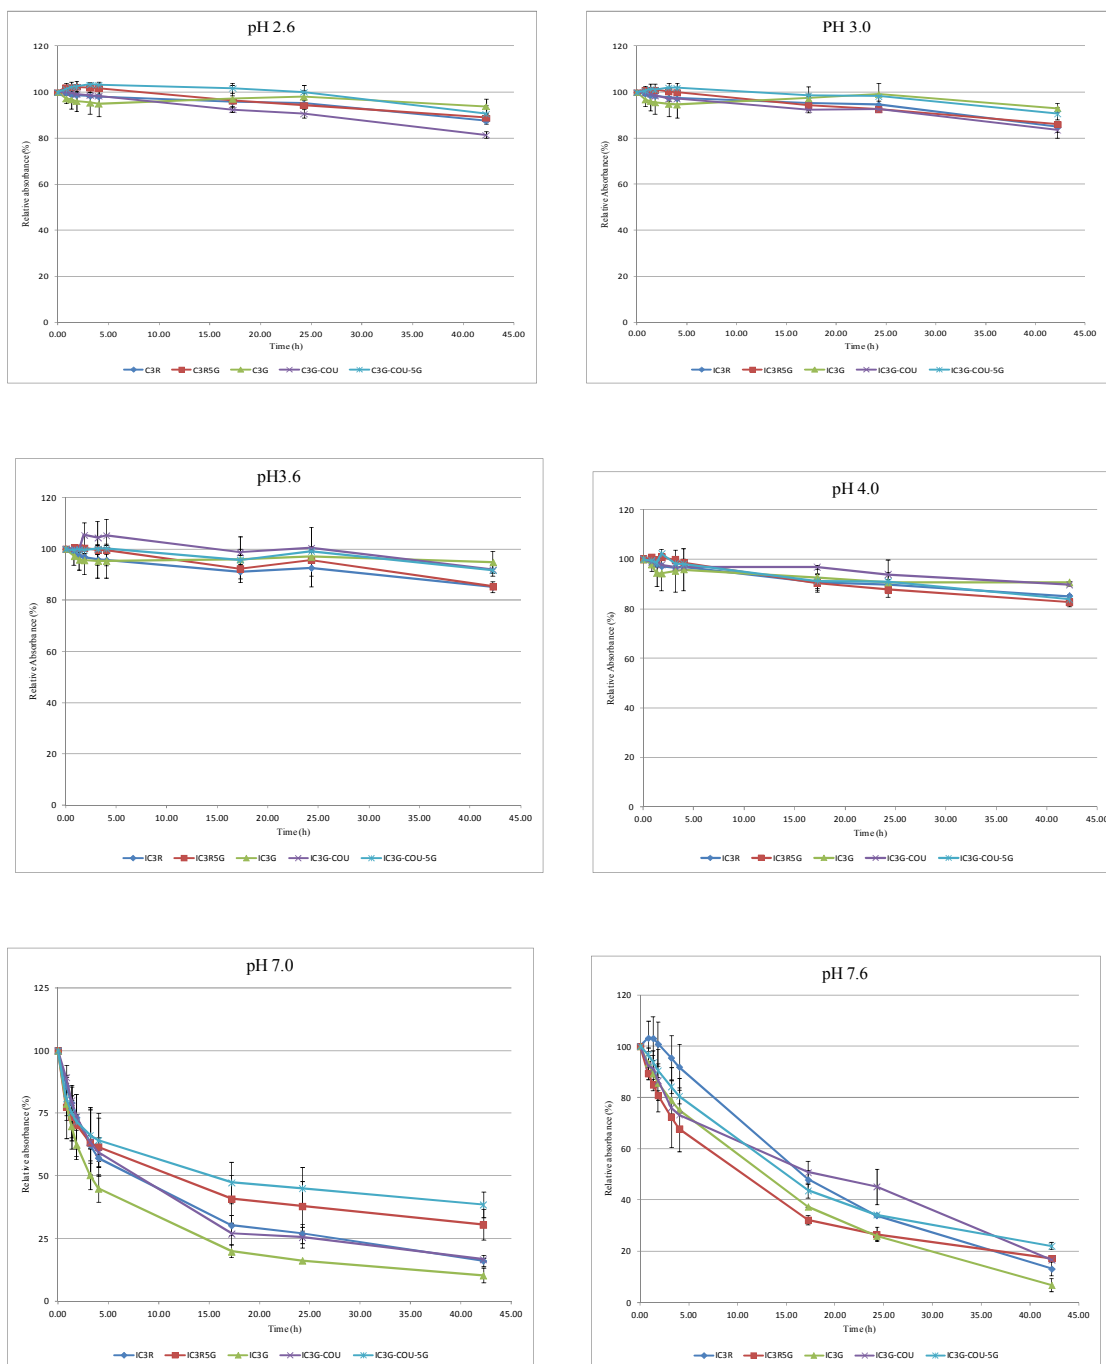 pH 2.6
120
100
80
60
40
20
0
Relative absorbance (%)
0.00 5.00 10.00 15.00 20.00 25.00 30.00 35.00 40.00 45.00
Time (h)
C3R C3R5G C3G C3G-COU C3G-COU-5G
PH 3.0
120
100
80
60
40
20
0
Relative Absorbance (%)
0.00 5.00 10.00 15.00 20.00 25.00 30.00 35.00 40.00 45.00
Time (h)
IC3R IC3R5G IC3G IC3G-COU IC3G-COU-5G
pH3.6
120
100
80
60
40
20
0
Relative Absorbance (%)
0.00 5.00 10.00 15.00 20.00 25.00 30.00 35.00 40.00 45.00
Time (h)
IC3R IC3R5G IC3G IC3G-COU IC3G-COU-5G
pH 4.0
120
100
80
60
40
20
0
Relative Absorbance (%)
0.00 5.00 10.00 15.00 20.00 25.00 30.00 35.00 40.00 45.00
Time (h)
IC3R IC3R5G IC3G IC3G-COU IC3G-COU-5G
pH 7.0
125
100
75
50
25
0
Relative absorbance (%)
0.00 5.00 10.00 15.00 20.00 25.00 30.00 35.00 40.00 45.00
Time (h)
IC3R IC3R5G IC3G IC3G-COU IC3G-COU-5G
pH 7.6
120
100
80
60
40
20
0
Relative absorbance (%)
0.00 5.00 10.00 15.00 20.00 25.00 30.00 35.00 40.00 45.00
Time (h)
IC3R IC3R5G IC3G IC3G-COU IC3G-COU-5G